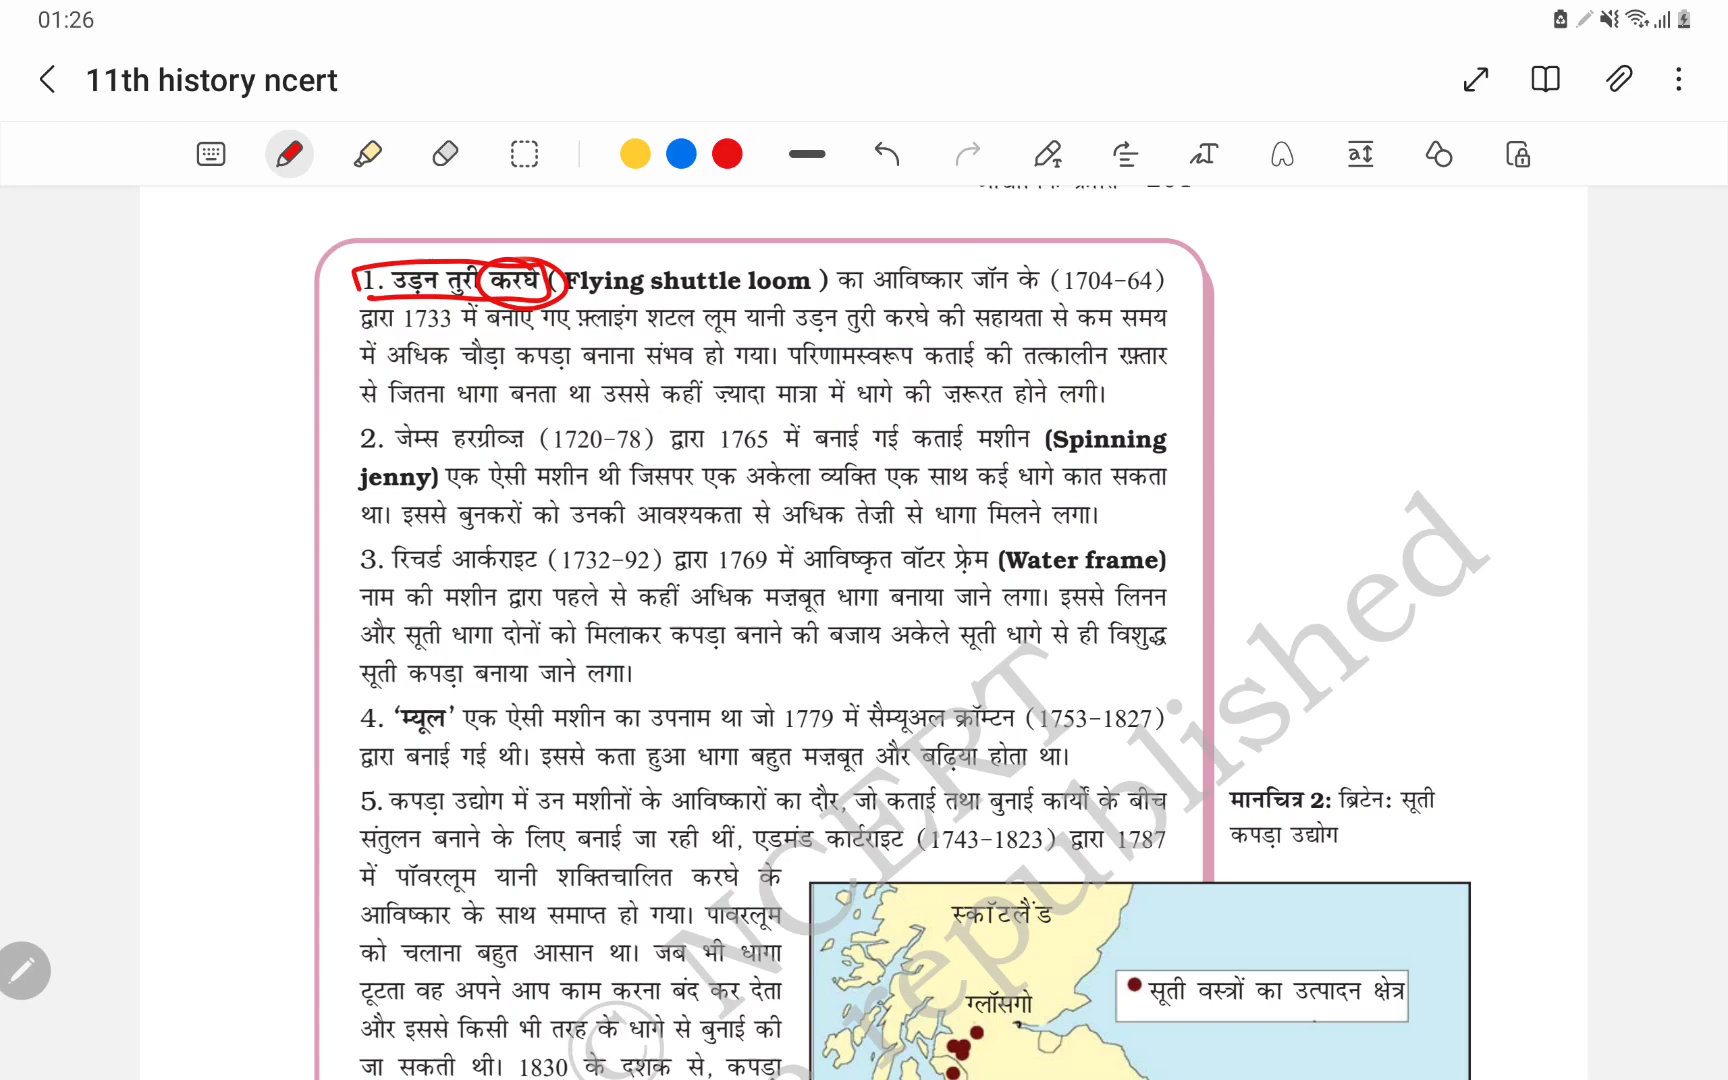 01:26
11th history ncert
1. उड़न तुरी करघे ( Flying shuttle loom ) का आविष्कार जॉन के (1704-64)
द्वारा 1733 में बनाए गए फ़्लाइंग शटल लूम यानी उड़न तुरी करघे की सहायता से कम समय
में अधिक चौड़ा कपड़ा बनाना संभव हो गया। परिणामस्वरूप कताई की तत्कालीन रफ़्तार
से जितना धागा बनता था उससे कहीं ज़्यादा मात्रा में धागे की ज़रूरत होने लगी।
2. जेम्स हरग्रीव्ज़ (1720-78) द्वारा 1765 में बनाई गई कताई मशीन (Spinning
jenny) एक ऐसी मशीन थी जिसपर एक अकेला व्यक्ति एक साथ कई धागे कात सकता
था। इससे बुनकरों को उनकी आवश्यकता से अधिक तेज़ी से धागा मिलने लगा।
3. रिचर्ड आर्कराइट (1732-92) द्वारा 1769 में आविष्कृत वॉटर फ़्रेम (Water frame)
नाम की मशीन द्वारा पहले से कहीं अधिक मज़बूत धागा बनाया जाने लगा। इससे लिनन
और सूती धागा दोनों को मिलाकर कपड़ा बनाने की बजाय अकेले सूती धागे से ही विशुद्ध
सूती कपड़ा बनाया जाने लगा।
4. ‘म्यूल’ एक ऐसी मशीन का उपनाम था जो 1779 में सैम्यूअल क्रॉम्टन (1753-1827)
द्वारा बनाई गई थी। इससे कता हुआ धागा बहुत मज़बूत और बढ़िया होता था।
5. कपड़ा उद्योग में उन मशीनों के आविष्कारों का दौर, जो कताई तथा बुनाई कार्यों के बीच
संतुलन बनाने के लिए बनाई जा रही थीं, एडमंड कार्टराइट (1743-1823) द्वारा 1787
में पॉवरलूम यानी शक्तिचालित करघे के
आविष्कार के साथ समाप्त हो गया। पावरलूम
को चलाना बहुत आसान था। जब भी धागा
टूटता वह अपने आप काम करना बंद कर देता
और इससे किसी भी तरह के धागे से बुनाई की
जा सकती थी। 1830 के दशक से, कपड़ा
मानचित्र 2: ब्रिटेन: सूती
कपड़ा उद्योग
स्कॉटलैंड
ग्लॉसगो
सूती वस्त्रों का उत्पादन क्षेत्र
© NCERT
republished